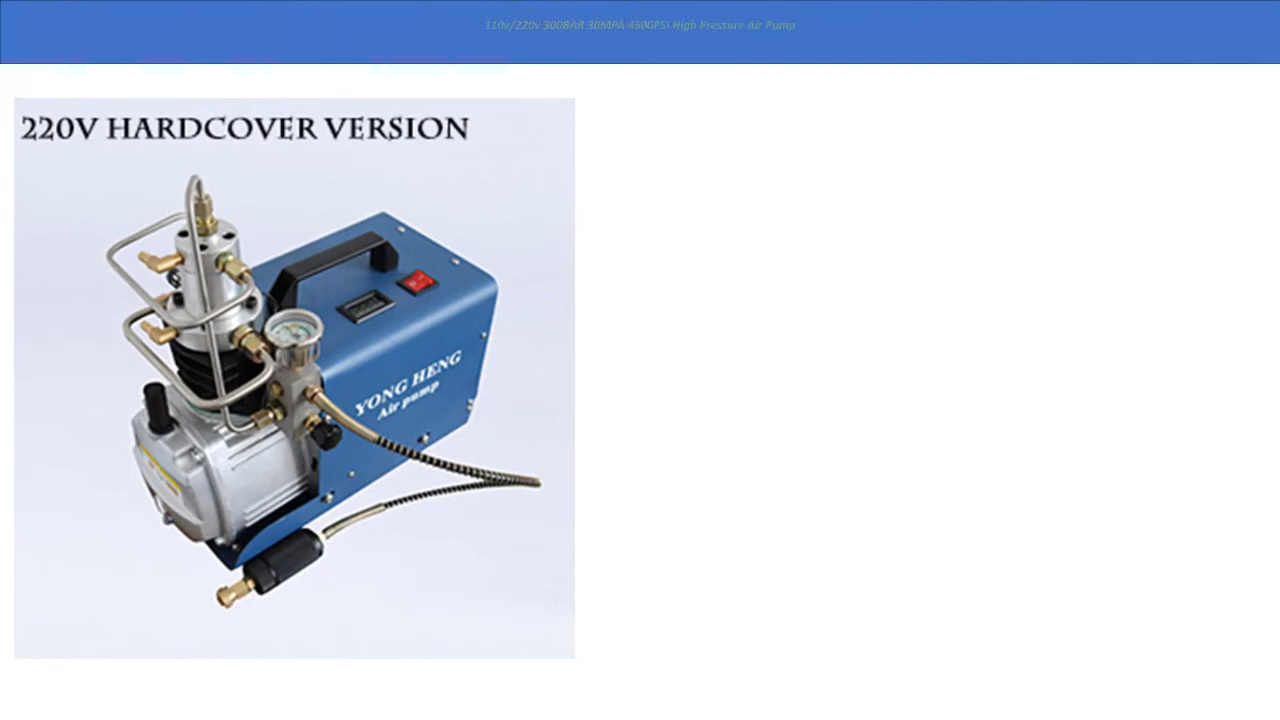 110v/220v 300BAR 30MPA 4500PSI High Pressure Air Pump
220V HARDCOVER VERSION
YONG HENG
Air pump